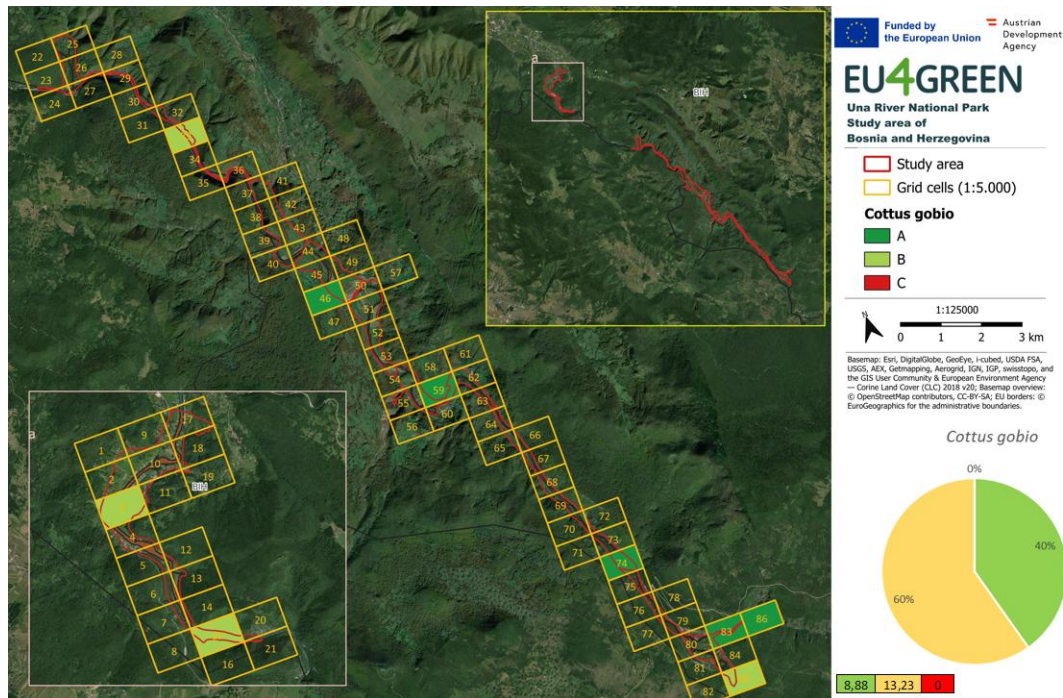 Funded by
the European Union
Austrian
Development
Agency
EU4GREEN
Una River National Park
Study area of
Bosnia and Herzegovina
Study area
Grid cells (1:5.000)
Cottus gobio
A
B
C
1:125000
N
0 1 2 3 km
Basemap: Esri, DigitalGlobe, GeoEye, i-cubed, USDA FSA,
USGS, AEX, Getmapping, Aerogrid, IGN, IGP, swisstopo, and
the GIS User Community & European Environment Agency
— Corine Land Cover (CLC) 2018 v20; Basemap overview:
© OpenStreetMap contributors, CC-BY-SA; EU borders: ©
EuroGeographics for the administrative boundaries.
Cottus gobio
0%
40%
60%
8,88 13,23 0
a
BIH
22 25 28
23 26 29
24 27
30
31 32
34
35 36
37 41
38 42
39 43
40 44 48
45 49 57
46 50
47 51
52
53
54 58 61
55 59 62
56 60 63
64
65 66
67
68
69
70 72
71 73
74
75
76 78
77 79
80 83 86
81 84
82
a
1 9 17
2 10 18
11 19
BIH
4
5 12
6 13
7 14
8 20
16 21